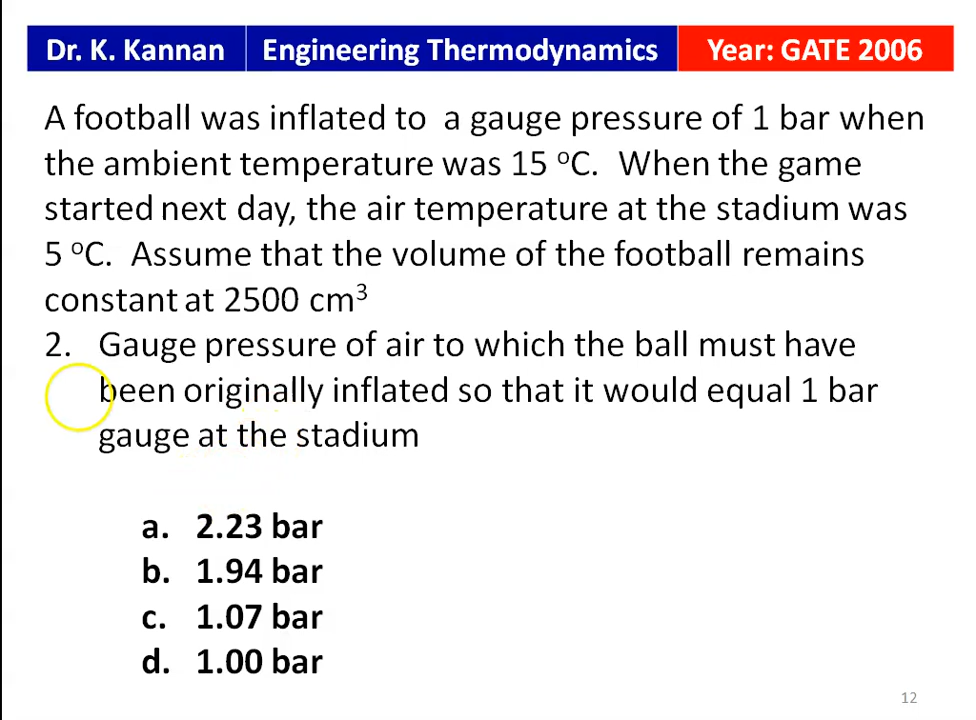 Dr. K. Kannan Engineering Thermodynamics Year: GATE 2006
A football was inflated to a gauge pressure of 1 bar when
the ambient temperature was 15 ºC. When the game
started next day, the air temperature at the stadium was
5 ºC. Assume that the volume of the football remains
constant at 2500 cm³
2. Gauge pressure of air to which the ball must have
been originally inflated so that it would equal 1 bar
gauge at the stadium
a. 2.23 bar
b. 1.94 bar
c. 1.07 bar
d. 1.00 bar
12